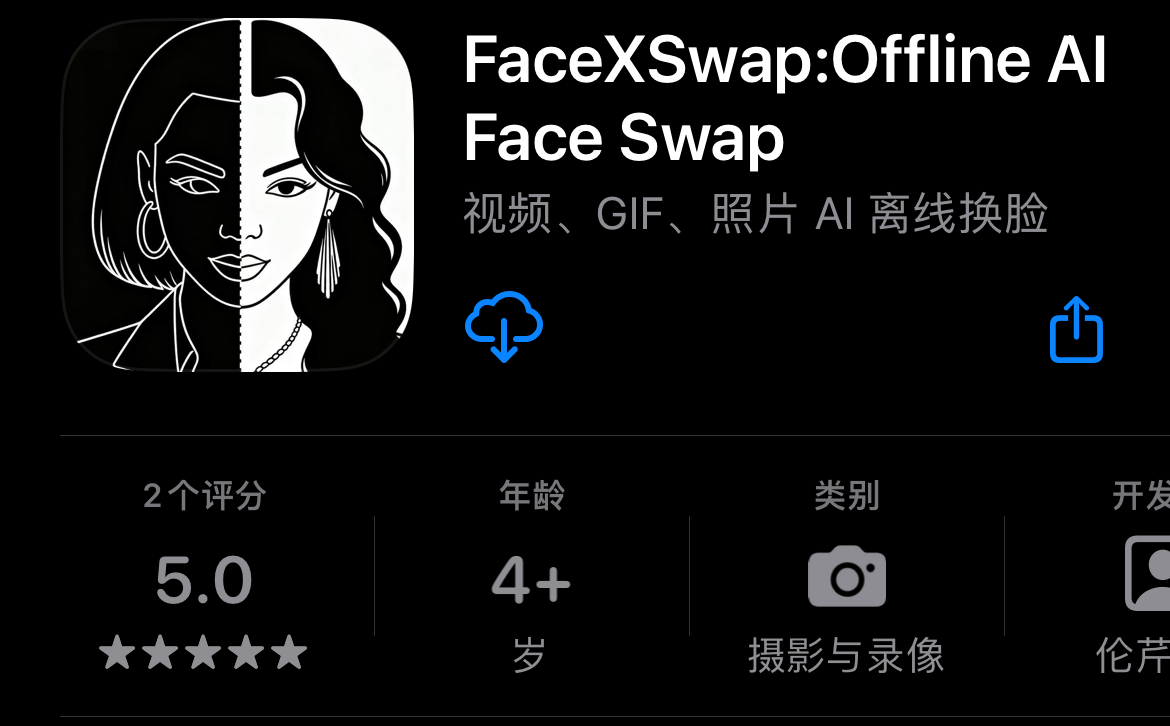 FaceXSwap:Offline AI
Face Swap
视频、GIF、照片 AI 离线换脸
2个评分
年龄
类别
开发
5.0
4+
岁
摄影与录像
伦芹